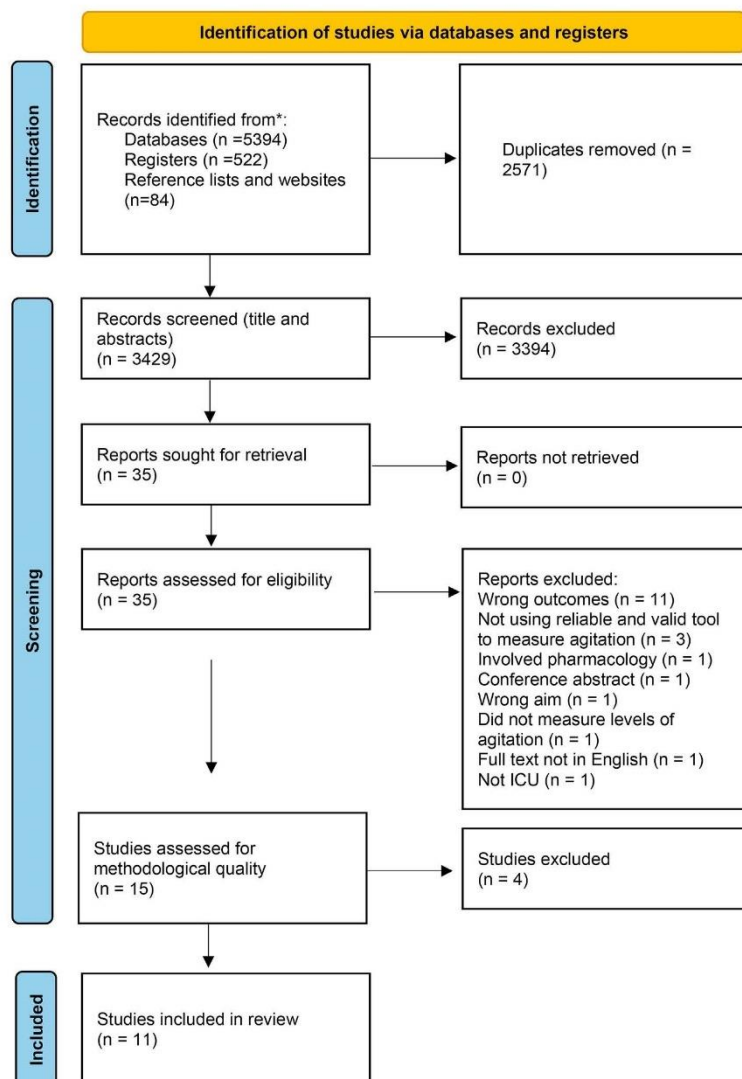 Identification of studies via databases and registers
Identification
Records identified from*:
Databases (n =5394)
Registers (n =522)
Reference lists and websites
(n=84)
Duplicates removed (n =
2571)
Screening
Records screened (title and
abstracts)
(n = 3429)
Records excluded
(n = 3394)
Reports sought for retrieval
(n = 35)
Reports not retrieved
(n = 0)
Reports assessed for eligibility
(n = 35)
Reports excluded:
Wrong outcomes (n = 11)
Not using reliable and valid tool
to measure agitation (n = 3)
Involved pharmacology (n = 1)
Conference abstract (n = 1)
Wrong aim (n = 1)
Did not measure levels of
agitation (n = 1)
Full text not in English (n = 1)
Not ICU (n = 1)
Studies assessed for
methodological quality
(n = 15)
Studies excluded
(n = 4)
Included
Studies included in review
(n = 11)